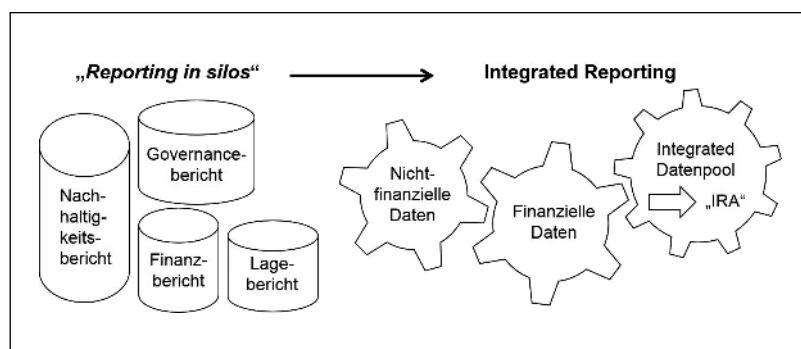 „Reporting in silos“
Integrated Reporting
Nach-
haltig-
keits-
bericht
Governance-
bericht
Finanz-
bericht
Lage-
bericht
Nicht-
finanzielle
Daten
Finanzielle
Daten
Integrated
Datenpool
„IRA“